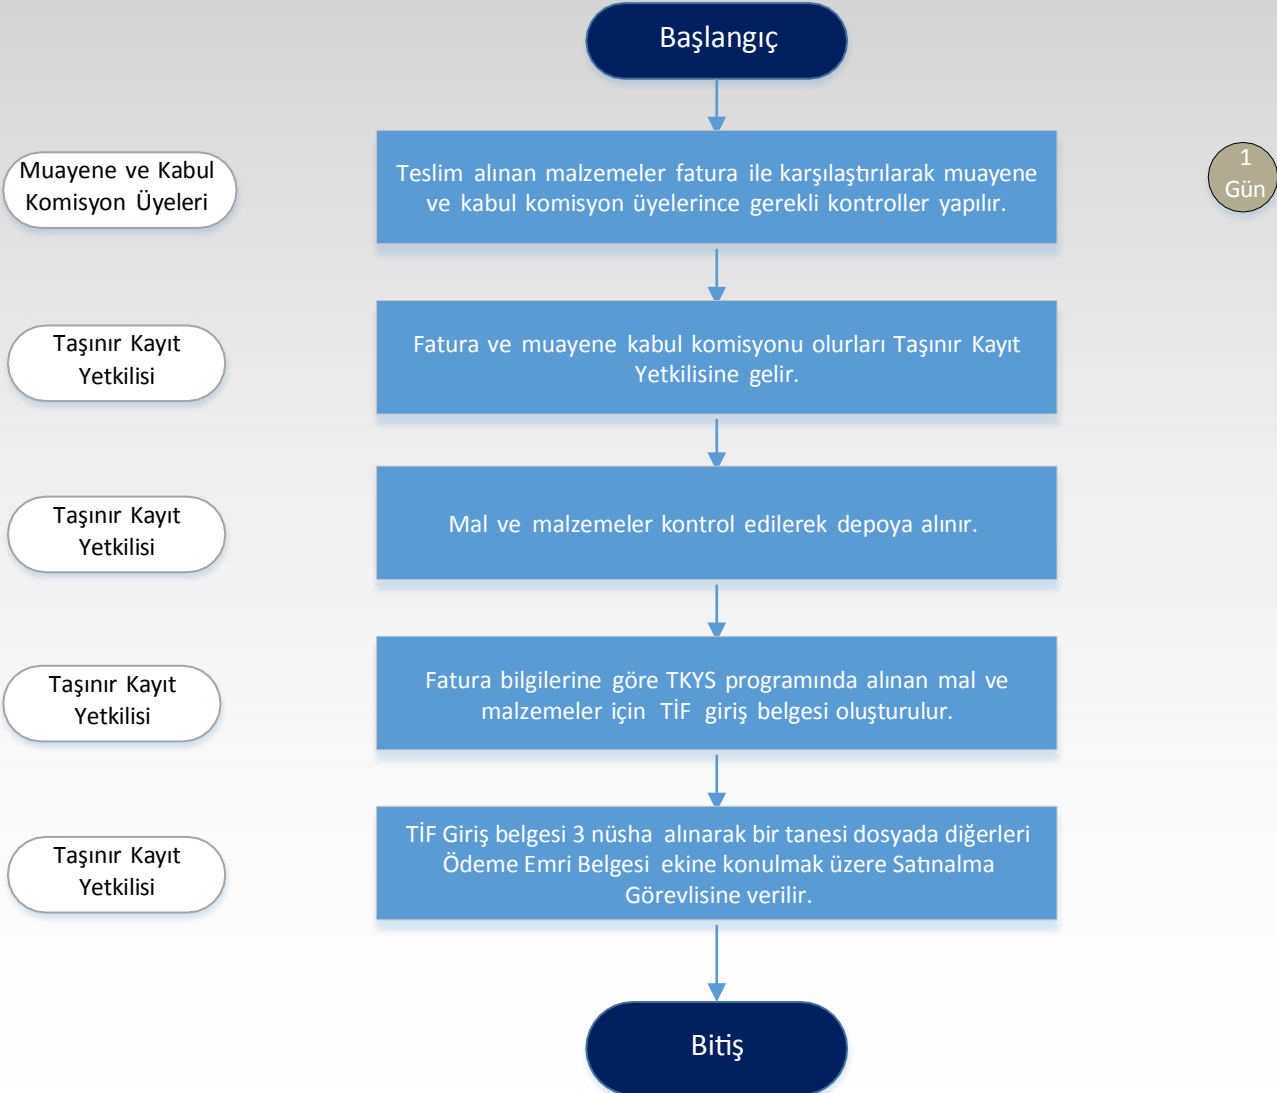 Başlangıç
Muayene ve Kabul
Komisyon Üyeleri
Teslim alınan malzemeler fatura ile karşılaştırılarak muayene
ve kabul komisyon üyelerince gerekli kontroller yapılır.
1
Gün
Taşınır Kayıt
Yetkilisi
Fatura ve muayene kabul komisyonu olurları Taşınır Kayıt
Yetkilisine gelir.
Taşınır Kayıt
Yetkilisi
Mal ve malzemeler kontrol edilerek depoya alınır.
Taşınır Kayıt
Yetkilisi
Fatura bilgilerine göre TKYS programında alınan mal ve
malzemeler için TİF giriş belgesi oluşturulur.
Taşınır Kayıt
Yetkilisi
TİF Giriş belgesi 3 nüsha alınarak bir tanesi dosyada diğerleri
Ödeme Emri Belgesi ekine konulmak üzere Satınalma
Görevlisine verilir.
Bitiş